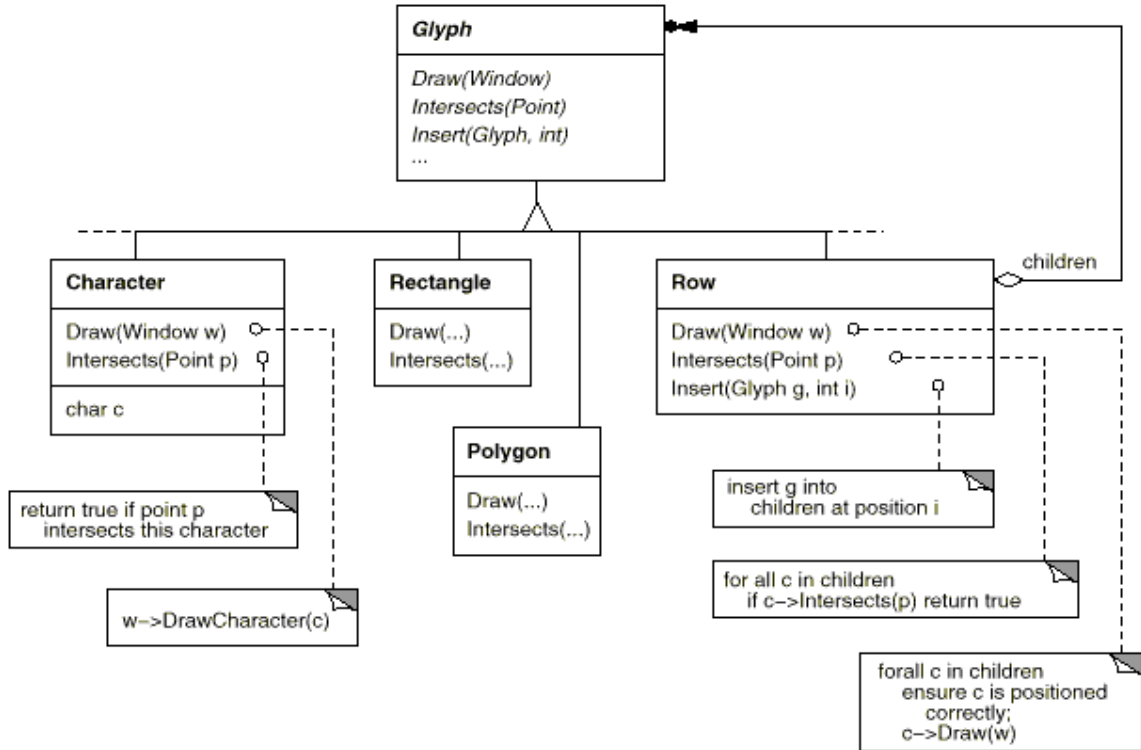 Glyph
Draw(Window)
Intersects(Point)
Insert(Glyph, int)
...
children
Character
Draw(Window w)
Intersects(Point p)
char c
Rectangle
Draw(...)
Intersects(...)
Polygon
Draw(...)
Intersects(...)
Row
Draw(Window w)
Intersects(Point p)
Insert(Glyph g, int i)
return true if point p
intersects this character
w->DrawCharacter(c)
insert g into
children at position i
for all c in children
if c->Intersects(p) return true
forall c in children
ensure c is positioned
correctly;
c->Draw(w)